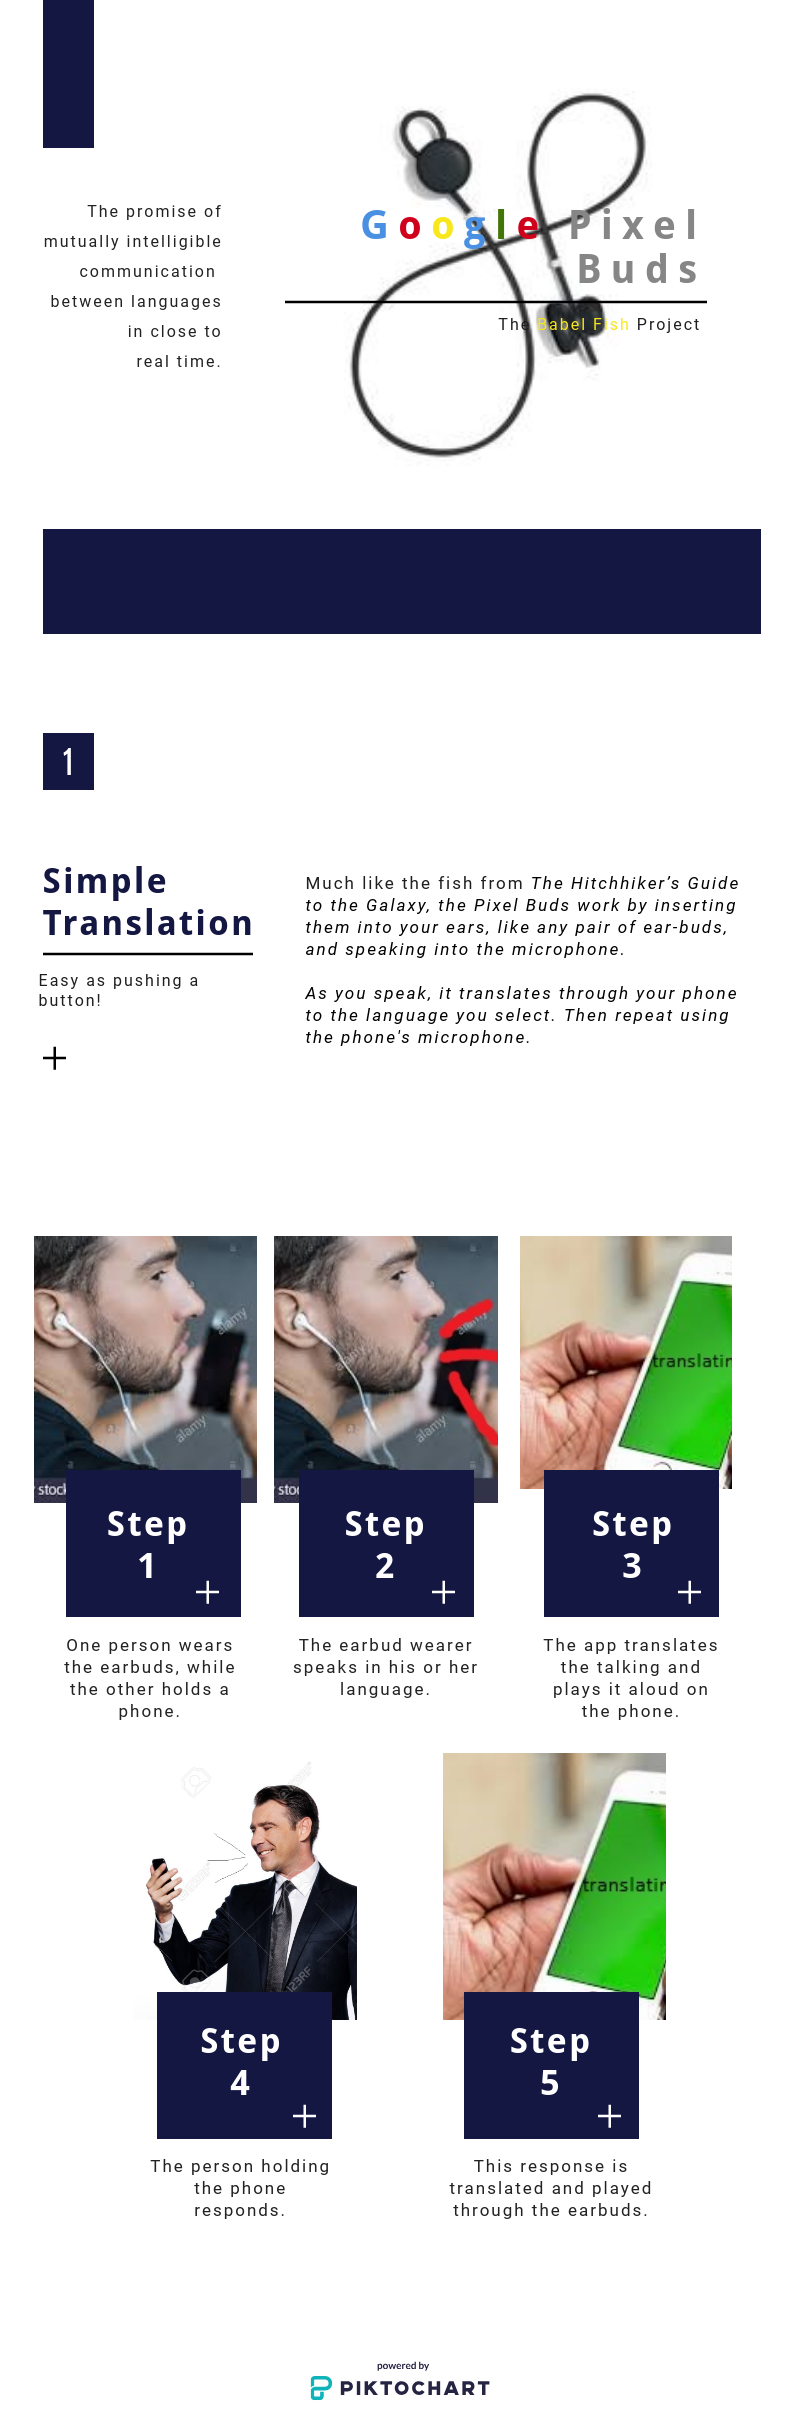 The promise of
mutually intelligible
communication
between languages
in close to
real time.
Google Pixel
Buds
The Babel Fish Project
1
Simple
Translation
Easy as pushing a
button!
Much like the fish from The Hitchhiker’s Guide
to the Galaxy, the Pixel Buds work by inserting
them into your ears, like any pair of ear-buds,
and speaking into the microphone.
As you speak, it translates through your phone
to the language you select. Then repeat using
the phone's microphone.
alamy
alamy
alamy
a
a
stock
alamy
alamy
alamy
a
a
stoc
translatin
Step
1
Step
2
Step
3
One person wears
the earbuds, while
the other holds a
phone.
The earbud wearer
speaks in his or her
language.
The app translates
the talking and
plays it aloud on
the phone.
123RF
translatin
Step
4
Step
5
The person holding
the phone
responds.
This response is
translated and played
through the earbuds.
powered by
PIKTOCHART